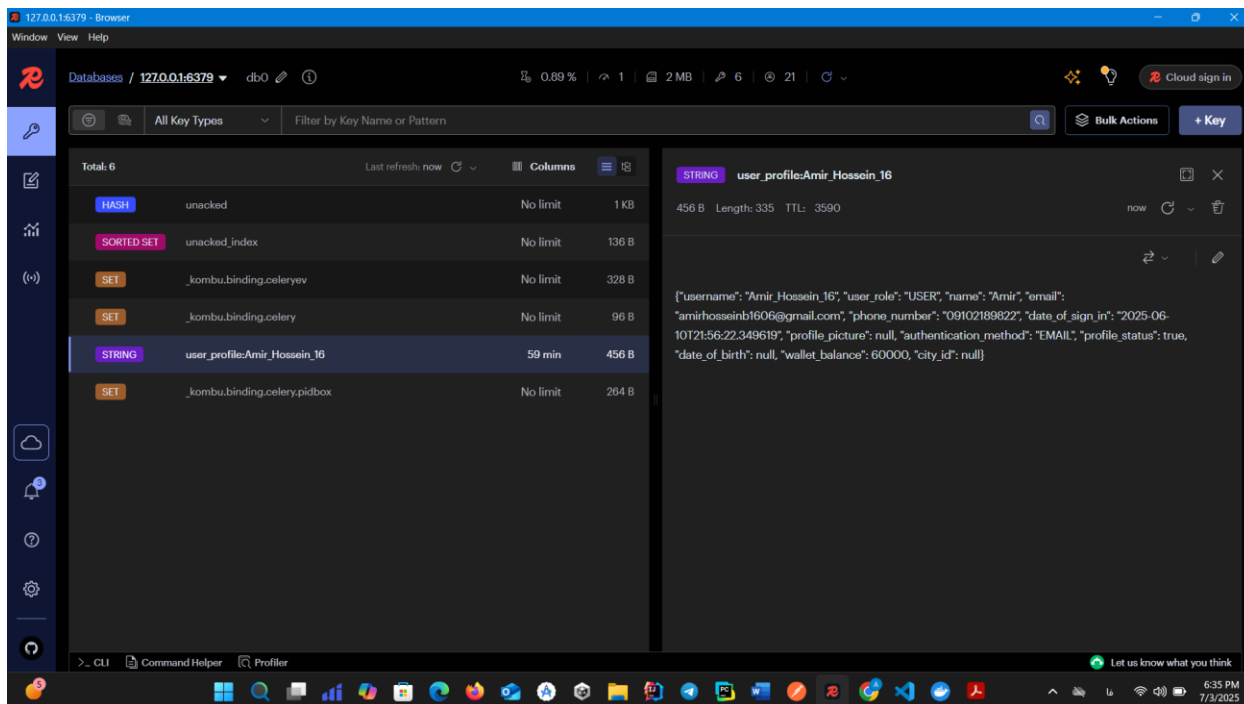 127.0.0.1:6379 - Browser
Window View Help
Databases / 127.0.0.1:6379 db0 0.89 % 1 2 MB 6 21 Cloud sign in
All Key Types Filter by Key Name or Pattern Bulk Actions + Key
Total: 6 Last refresh: now Columns
HASH unacked No limit 1 KB
SORTED SET unacked_index No limit 136 B
SET _kombu.binding.celeryev No limit 328 B
SET _kombu.binding.celery No limit 96 B
STRING user_profile:Amir_Hossein_16 59 min 456 B
SET _kombu.binding.celery.pidbox No limit 264 B
STRING user_profile:Amir_Hossein_16
456 B Length: 335 TTL: 3590 now
{"username": "Amir_Hossein_16", "user_role": "USER", "name": "Amir", "email":
"amirhosseinb1606@gmail.com", "phone_number": "09102189822", "date_of_sign_in": "2025-06-
10T21:56:22.349619", "profile_picture": null, "authentication_method": "EMAIL", "profile_status": true,
"date_of_birth": null, "wallet_balance": 60000, "city_id": null}
3
>_ CLI Command Helper Profiler Let us know what you think
5
6:35 PM
7/3/2025